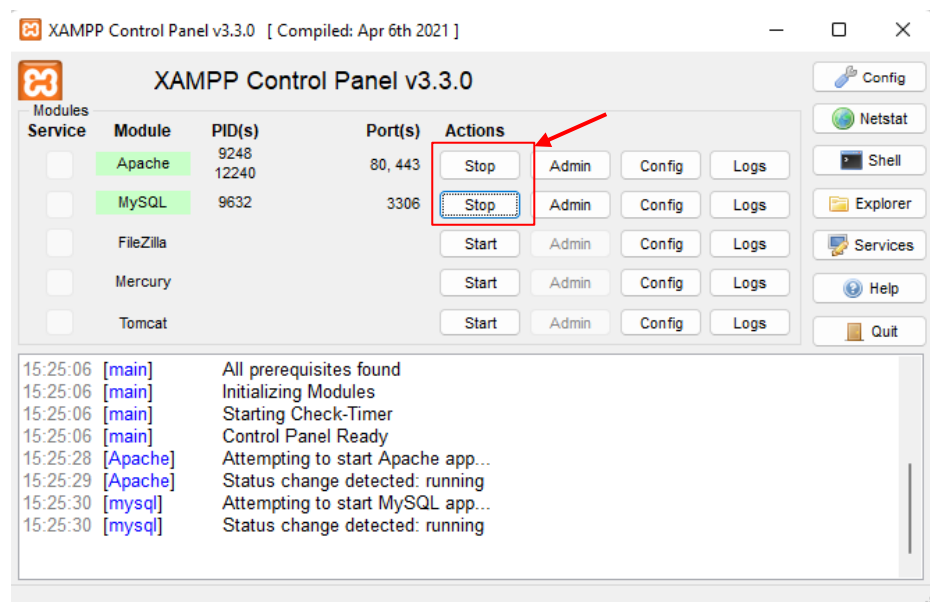 XAMPP Control Panel v3.3.0 [ Compiled: Apr 6th 2021 ]
XAMPP Control Panel v3.3.0
Config
Modules
Service Module PID(s) Port(s) Actions
Netstat
Apache 9248 12240 80, 443 Stop Admin Config Logs
Shell
MySQL 9632 3306 Stop Admin Config Logs
Explorer
FileZilla Start Admin Config Logs
Services
Mercury Start Admin Config Logs
Help
Tomcat Start Admin Config Logs
Quit
15:25:06 [main] All prerequisites found
15:25:06 [main] Initializing Modules
15:25:06 [main] Starting Check-Timer
15:25:06 [main] Control Panel Ready
15:25:28 [Apache] Attempting to start Apache app...
15:25:29 [Apache] Status change detected: running
15:25:30 [mysql] Attempting to start MySQL app...
15:25:30 [mysql] Status change detected: running